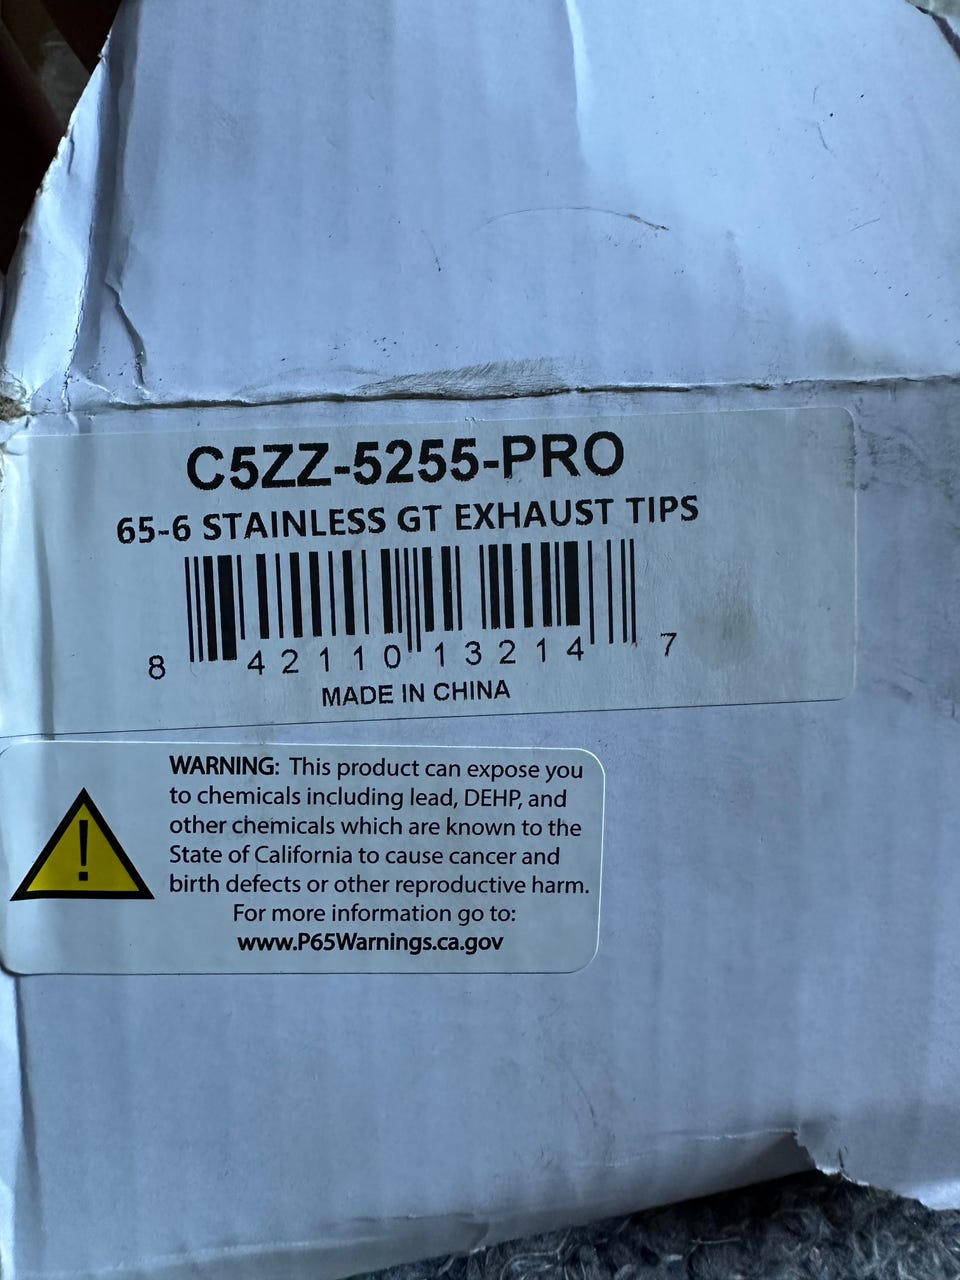 C5ZZ-5255-PRO
65-6 STAINLESS GT EXHAUST TIPS
8 42110 13214 7
MADE IN CHINA
WARNING: This product can expose you
to chemicals including lead, DEHP, and
other chemicals which are known to the
State of California to cause cancer and
birth defects or other reproductive harm.
For more information go to:
www.P65Warnings.ca.gov